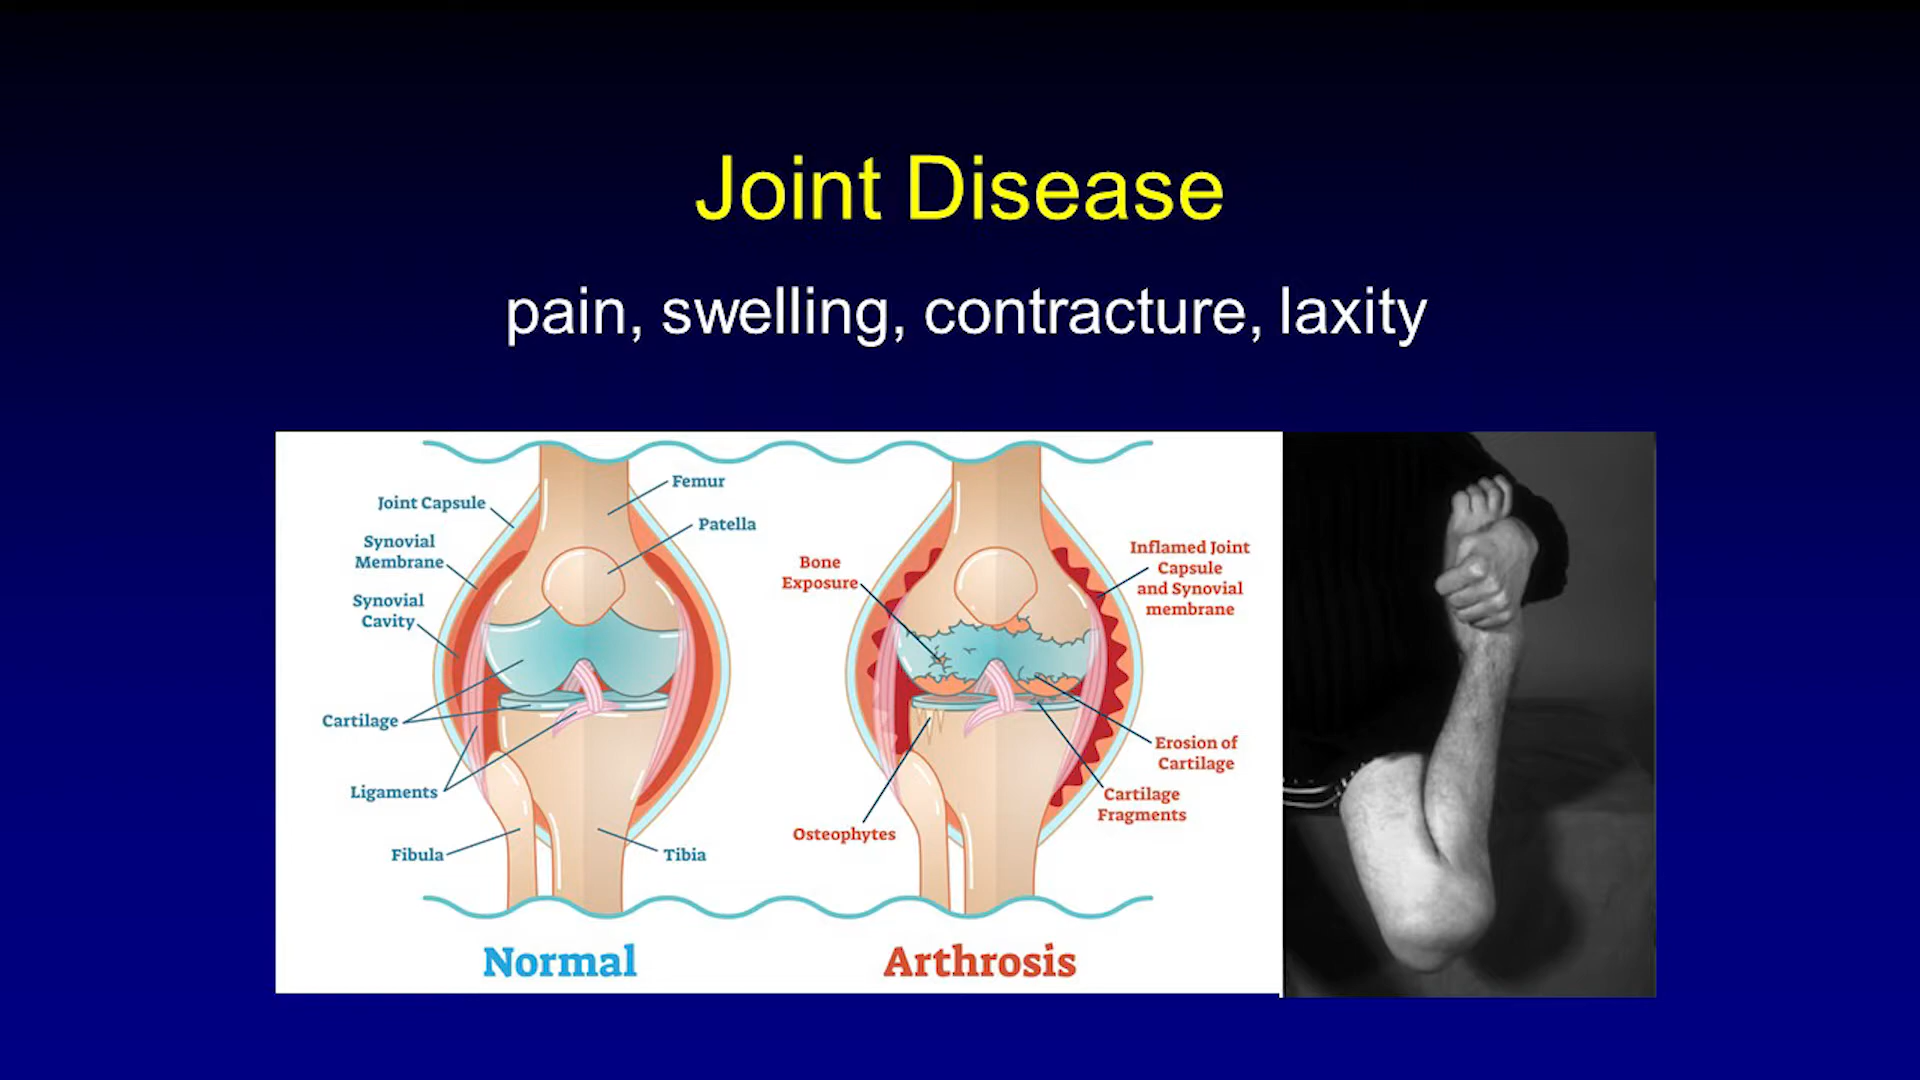 Joint Disease
pain, swelling, contracture, laxity
Joint Capsule
Synovial
Membrane
Synovial
Cavity
Cartilage
Ligaments
Fibula
Femur
Patella
Tibia
Normal
Bone
Exposure
Osteophytes
Inflamed Joint
Capsule
and Synovial
membrane
Erosion of
Cartilage
Cartilage
Fragments
Arthrosis